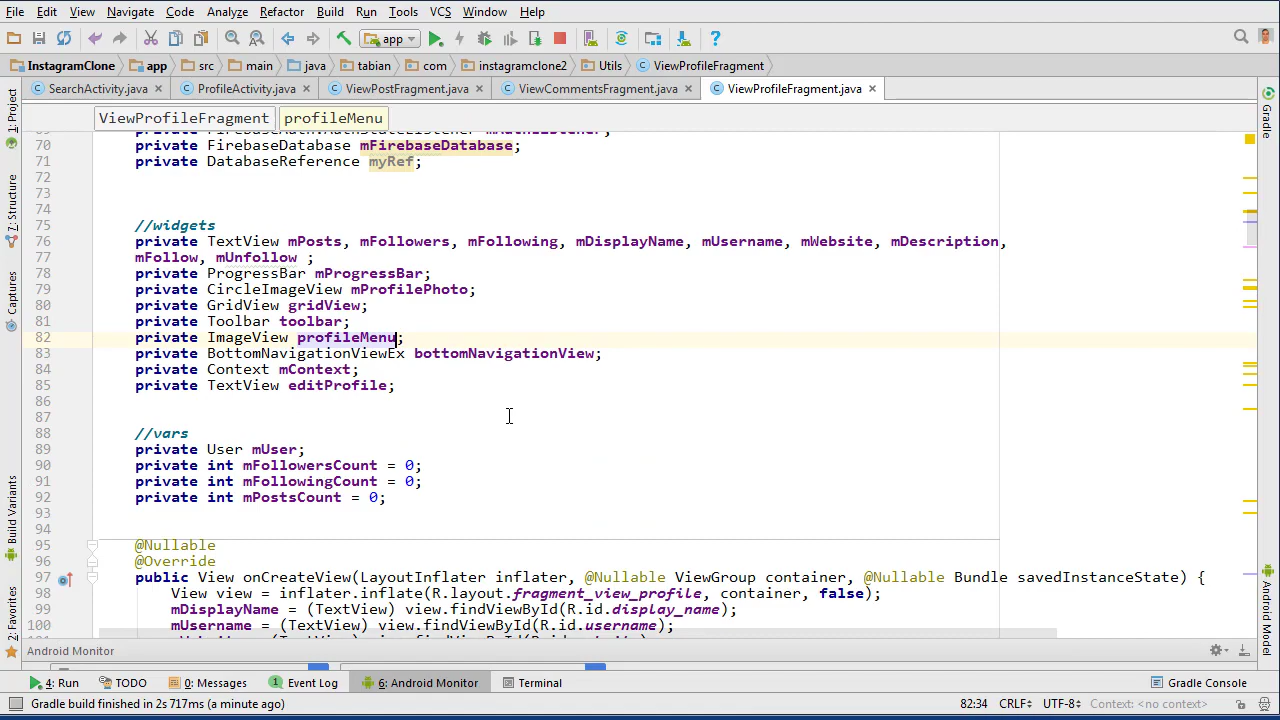 File Edit View Navigate Code Analyze Refactor Build Run Tools VCS Window Help
app
InstagramClone app src main java tabian com instagramclone2 Utils ViewProfileFragment
SearchActivity.java ProfileActivity.java ViewPostFragment.java ViewCommentsFragment.java ViewProfileFragment.java
ViewProfileFragment profileMenu
70 private FirebaseDatabase mFirebaseDatabase;
71 private DatabaseReference myRef;
72
73
74
75 //widgets
76 private TextView mPosts, mFollowers, mFollowing, mDisplayName, mUsername, mWebsite, mDescription,
77 mFollow, mUnfollow ;
78 private ProgressBar mProgressBar;
79 private CircleImageView mProfilePhoto;
80 private GridView gridView;
81 private Toolbar toolbar;
82 private ImageView profileMenu;
83 private BottomNavigationViewEx bottomNavigationView;
84 private Context mContext;
85 private TextView editProfile;
86
87
88 //vars
89 private User mUser;
90 private int mFollowersCount = 0;
91 private int mFollowingCount = 0;
92 private int mPostsCount = 0;
93
94
95 @Nullable
96 @Override
97 public View onCreateView(LayoutInflater inflater, @Nullable ViewGroup container, @Nullable Bundle savedInstanceState) {
98 View view = inflater.inflate(R.layout.fragment_view_profile, container, false);
99 mDisplayName = (TextView) view.findViewById(R.id.display_name);
100 mUsername = (TextView) view.findViewById(R.id.username);
1: Project
7: Structure
Captures
Build Variants
2: Favorites
Gradle
Android Model
Android Monitor
4: Run TODO 0: Messages Event Log 6: Android Monitor Terminal Gradle Console
Gradle build finished in 2s 717ms (a minute ago) 82:34 CRLF UTF-8 Context: <no context>